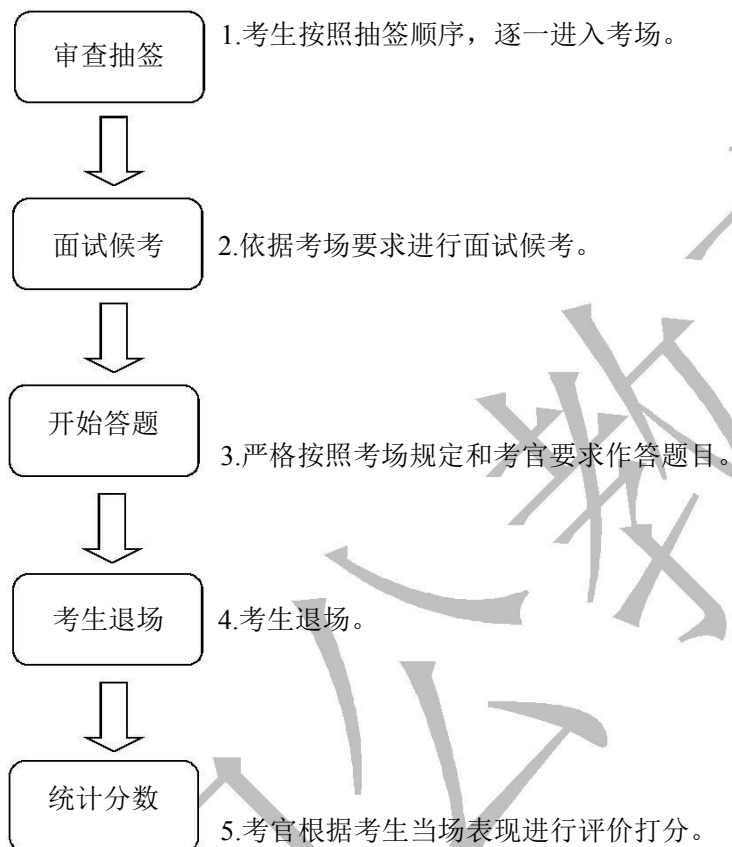 审查抽签
1.考生按照抽签顺序，逐一进入考场。
面试候考
2.依据考场要求进行面试候考。
开始答题
3.严格按照考场规定和考官要求作答题目。
考生退场
4.考生退场。
统计分数
5.考官根据考生当场表现进行评价打分。